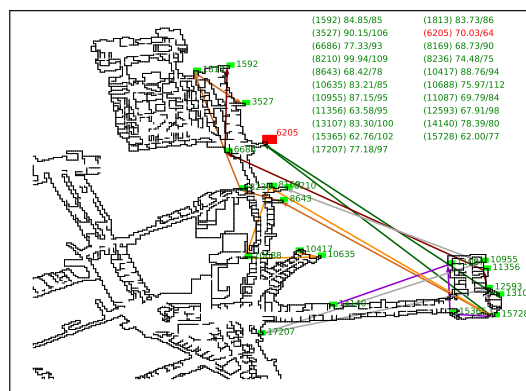 (1592) 84.85/85 (1813) 83.73/86
(3527) 90.15/106 (6205) 70.03/64
(6686) 77.33/93 (8169) 68.73/90
(8210) 99.94/109 (8236) 74.48/75
(8643) 68.42/78 (10417) 88.76/94
(10635) 83.21/85 (10688) 75.97/112
(10955) 87.15/95 (11087) 69.79/84
(11356) 63.58/95 (12593) 67.91/98
(13107) 83.30/100 (14140) 78.39/80
(15365) 62.76/102 (15728) 62.00/77
(17207) 77.18/97
1592
3527
6205
8210
8643
10417
10635
10955
11356
12593
1310
15728
17207